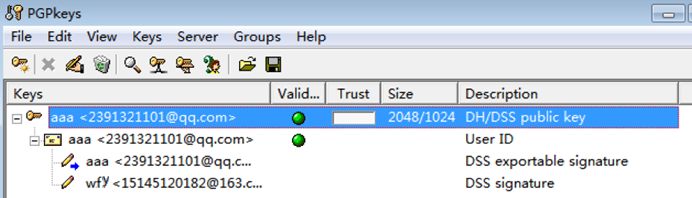 PGPkeys
File Edit View Keys Server Groups Help
Keys Valid... Trust Size Description
aaa <2391321101@qq.com> 2048/1024 DH/DSS public key
aaa <2391321101@qq.com> User ID
aaa <2391321101@qq.c... DSS exportable signature
wfy <15145120182@163.c... DSS signature